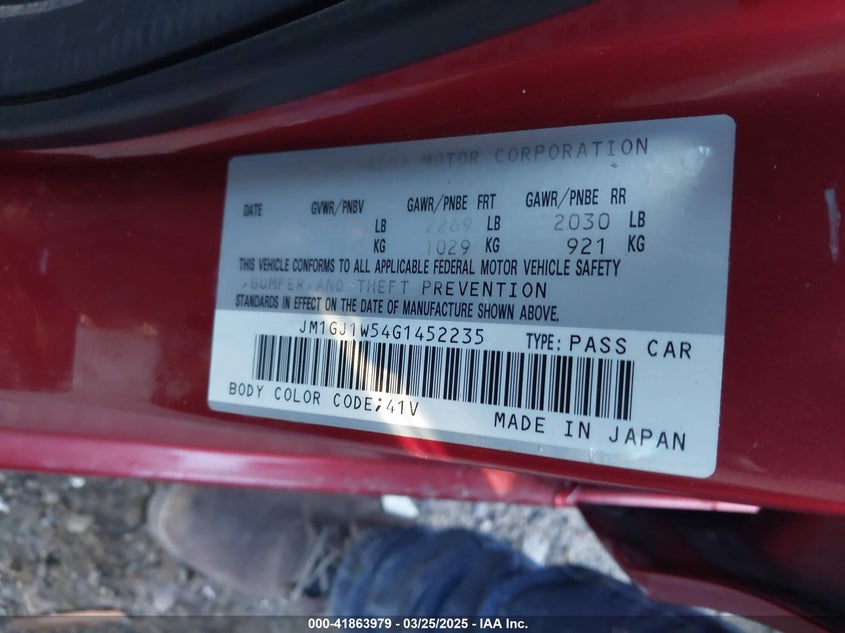 MOTOR CORPORATION
DATE GVWR/PNBV GAWR/PNBE FRT GAWR/PNBE RR
LB 2269 LB 2030 LB
KG 1029 KG 921 KG
THIS VEHICLE CONFORMS TO ALL APPLICABLE FEDERAL MOTOR VEHICLE SAFETY
,BUMPER,AND THEFT PREVENTION
STANDARDS IN EFFECT ON THE DATE OF MANUFACTURE SHOWN ABOVE.
JM1GJ1W54G1452235 TYPE: PASS CAR
BODY COLOR CODE;41V
MADE IN JAPAN
000-41863979 - 03/25/2025 - IAA Inc.